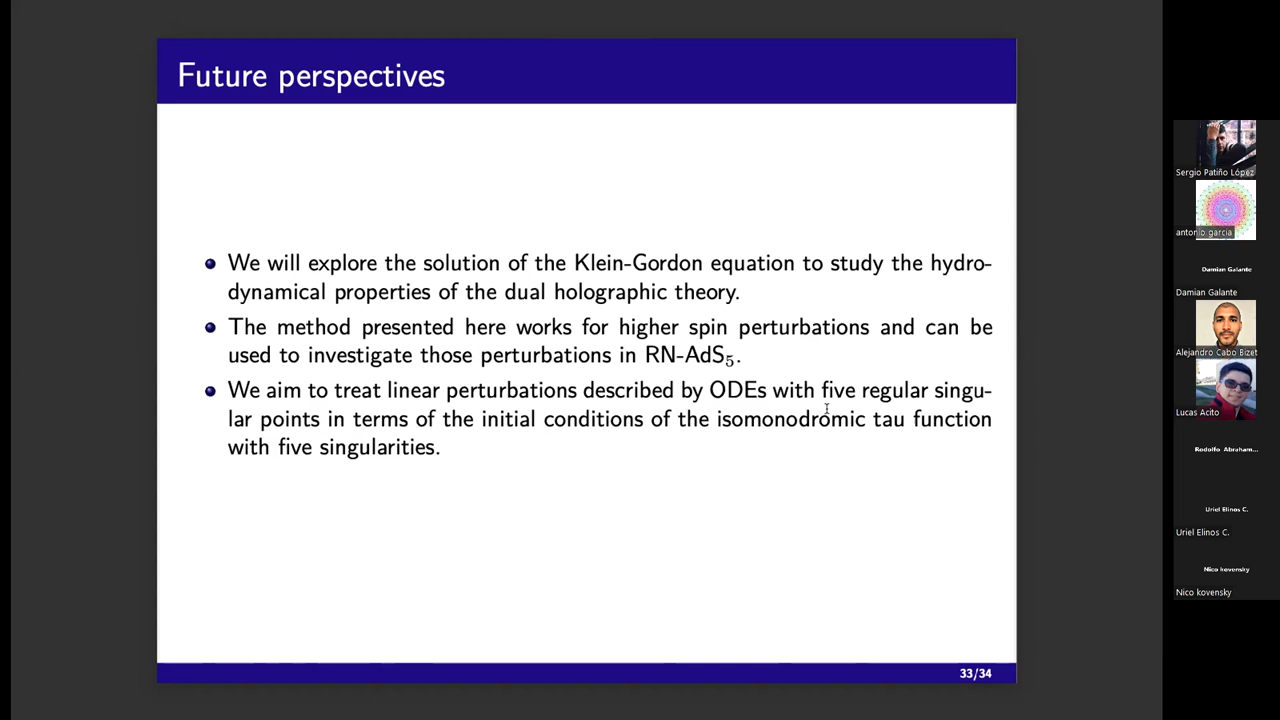 Future perspectives
We will explore the solution of the Klein-Gordon equation to study the hydro-
dynamical properties of the dual holographic theory.
The method presented here works for higher spin perturbations and can be
used to investigate those perturbations in RN-AdS₅.
We aim to treat linear perturbations described by ODEs with five regular singu-
lar points in terms of the initial conditions of the isomonodromic tau function
with five singularities.
33/34
Sergio Patiño López
antonio garcia
Damian Galante
Damian Galante
Alejandro Cabo Bizet
Lucas Acito
Rodolfo Abraham...
Uriel Elinos C.
Uriel Elinos C.
Nico kovensky
Nico kovensky